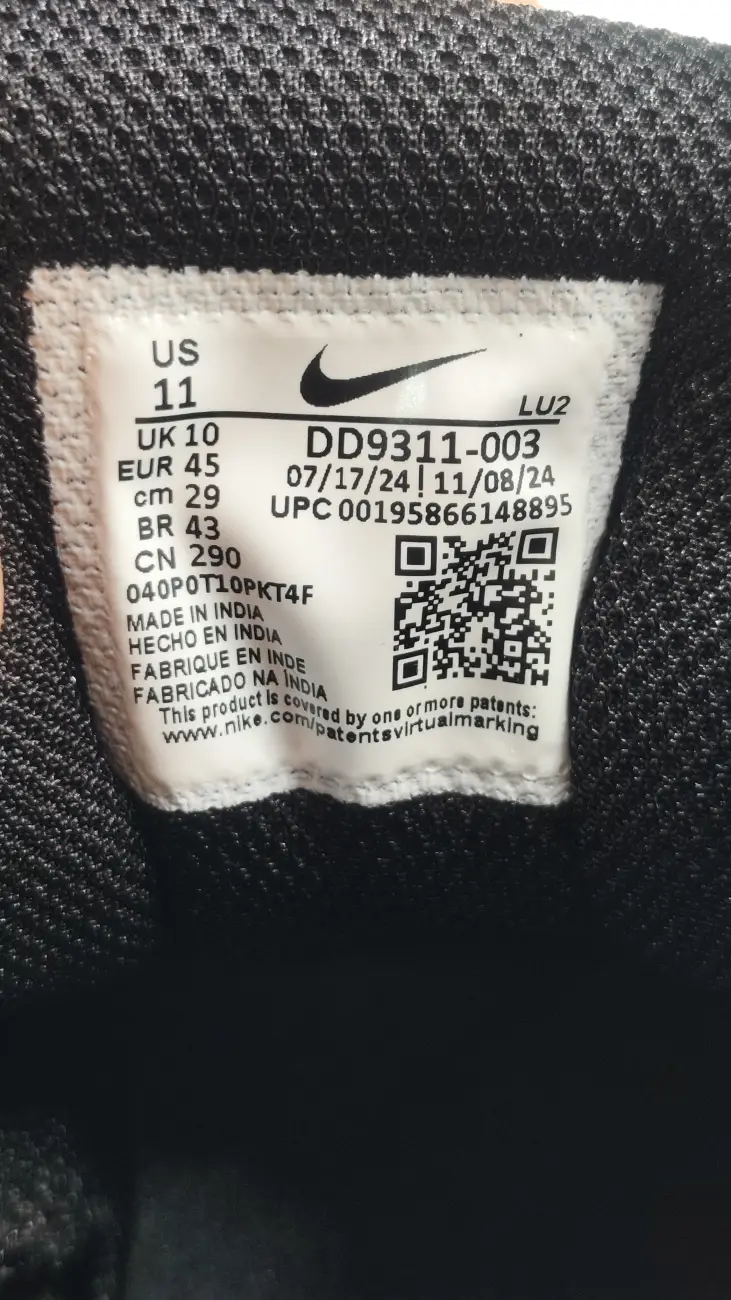 US
11
LU2
UK 10
EUR 45
cm 29
BR 43
CN 290
DD9311-003
07/17/24 | 11/08/24
UPC 00195866148895
040P0T10PKT4F
MADE IN INDIA
HECHO EN INDIA
FABRIQUE EN INDE
FABRICADO NA ÍNDIA
This product is covered by one or more patents:
www.nike.com/patentsvirtualmarking